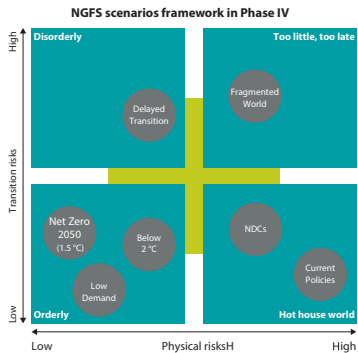 NGFS scenarios framework in Phase IV
High
Disorderly
Too little, too late
Delayed
Transition
Fragmented
World
Transition risks
Net Zero
2050
(1.5 °C)
Below
2 °C
NDCs
Low
Demand
Current
Policies
Low
Orderly
Hot house world
Low
Physical risksH
High